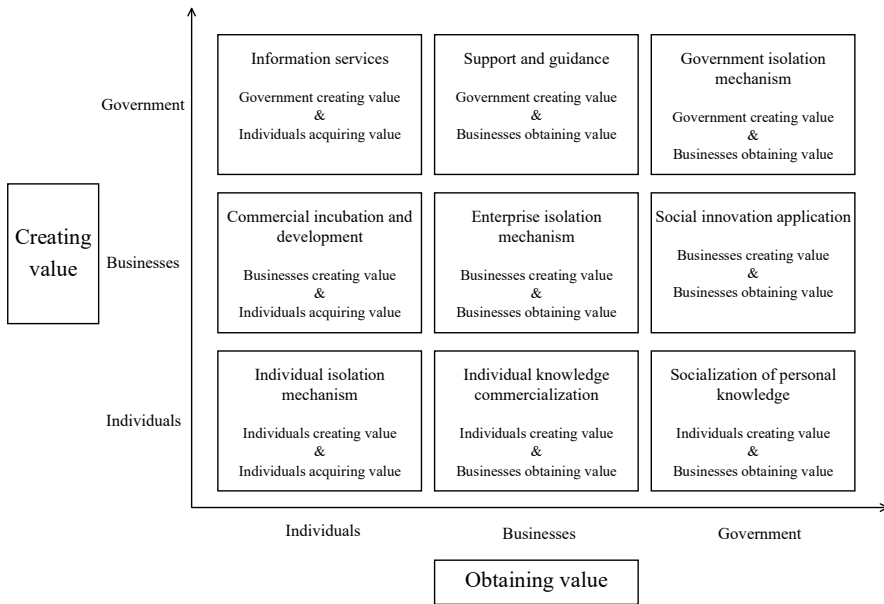 Information services
Government creating value
&
Individuals acquiring value
Support and guidance
Government creating value
&
Businesses obtaining value
Government isolation
mechanism
Government creating value
&
Businesses obtaining value
Government
Creating
value
Commercial incubation and
development
Businesses creating value
&
Individuals acquiring value
Enterprise isolation
mechanism
Businesses creating value
&
Businesses obtaining value
Social innovation application
Businesses creating value
&
Businesses obtaining value
Businesses
Individual isolation
mechanism
Individuals creating value
&
Individuals acquiring value
Individual knowledge
commercialization
Individuals creating value
&
Businesses obtaining value
Socialization of personal
knowledge
Individuals creating value
&
Businesses obtaining value
Individuals
Individuals
Businesses
Government
Obtaining value